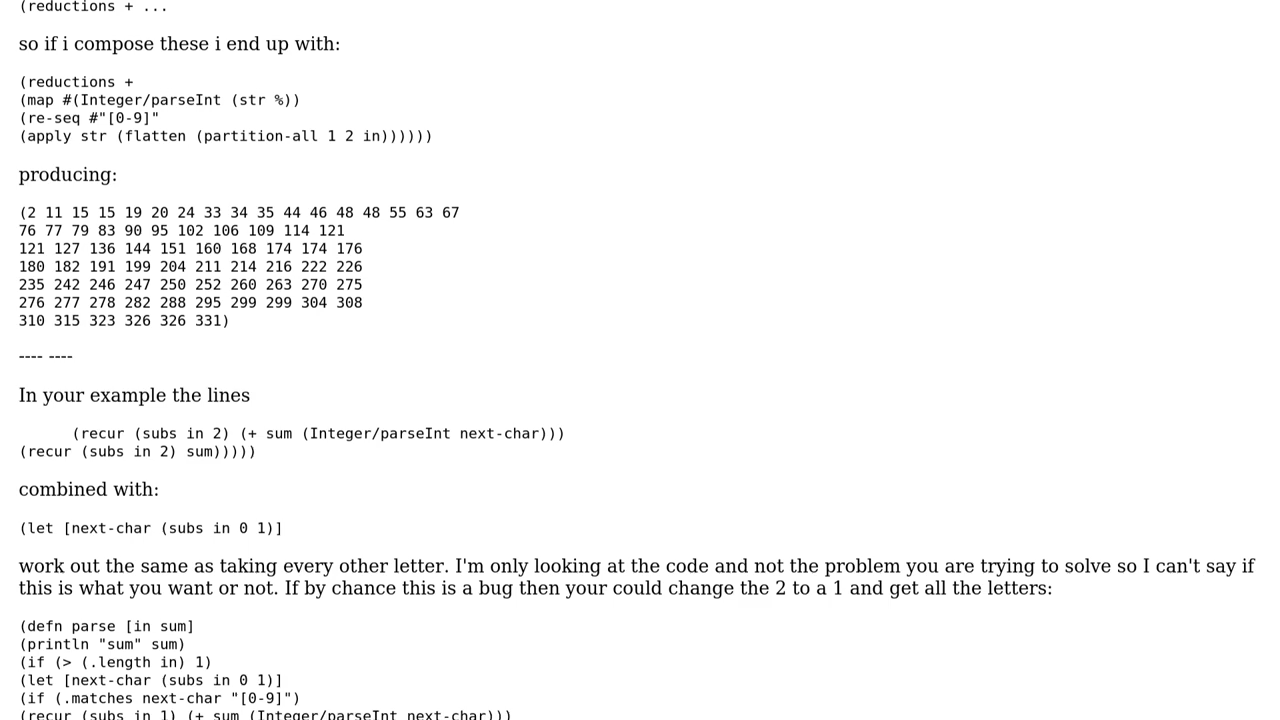 (reductions + ...
so if i compose these i end up with:
(reductions +
(map #(Integer/parseInt (str %))
(re-seq #"[0-9]"
(apply str (flatten (partition-all 1 2 in))))))
producing:
(2 11 15 15 19 20 24 33 34 35 44 46 48 48 55 63 67
76 77 79 83 90 95 102 106 109 114 121
121 127 136 144 151 160 168 174 174 176
180 182 191 199 204 211 214 216 222 226
235 242 246 247 250 252 260 263 270 275
276 277 278 282 288 295 299 299 304 308
310 315 323 326 326 331)
---- ----
In your example the lines
(recur (subs in 2) (+ sum (Integer/parseInt next-char)))
(recur (subs in 2) sum)))))
combined with:
(let [next-char (subs in 0 1)]
work out the same as taking every other letter. I'm only looking at the code and not the problem you are trying to solve so I can't say if
this is what you want or not. If by chance this is a bug then your could change the 2 to a 1 and get all the letters:
(defn parse [in sum]
(println "sum" sum)
(if (> (.length in) 1)
(let [next-char (subs in 0 1)]
(if (.matches next-char "[0-9]")
(recur (subs in 1) (+ sum (Integer/parseInt next-char)))